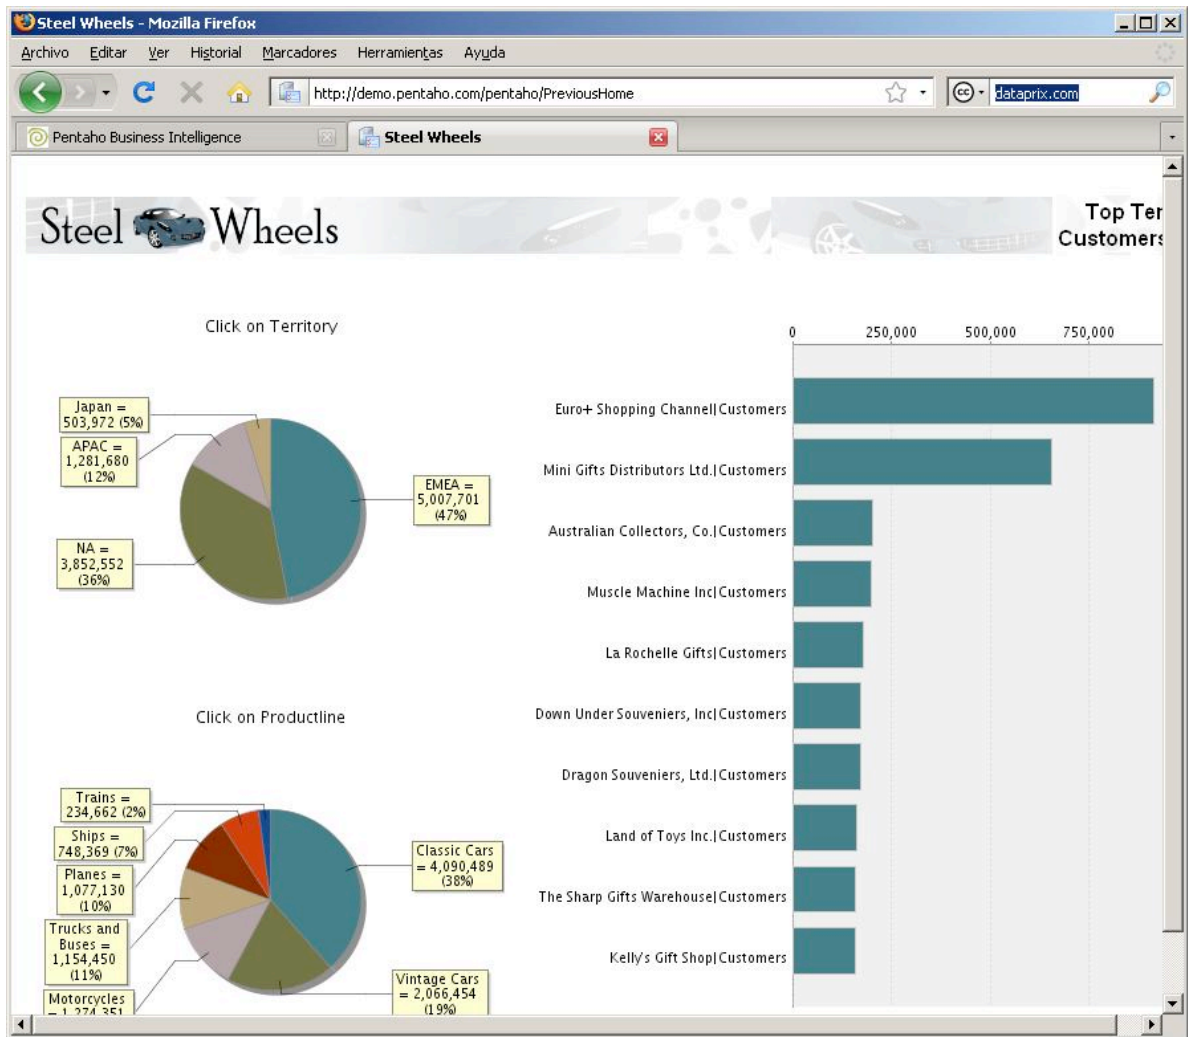 Steel Wheels - Mozilla Firefox
Archivo Editar Ver Historial Marcadores Herramientas Ayuda
http://demo.pentaho.com/pentaho/PreviousHome
dataprix.com
Pentaho Business Intelligence
Steel Wheels
Steel Wheels
Top Ten
Customers
Click on Territory
Japan =
503,972 (5%)
APAC =
1,281,680
(12%)
EMEA =
5,007,701
(47%)
NA =
3,852,552
(36%)
Click on Productline
Trains =
234,662 (2%)
Ships =
748,369 (7%)
Planes =
1,077,130
(10%)
Trucks and
Buses =
1,154,450
(11%)
Motorcycles
= 1,274,351
Classic Cars
= 4,090,489
(38%)
Vintage Cars
= 2,066,454
(19%)
0 250,000 500,000 750,000
Euro+ Shopping Channel|Customers
Mini Gifts Distributors Ltd.|Customers
Australian Collectors, Co.|Customers
Muscle Machine Inc|Customers
La Rochelle Gifts|Customers
Down Under Souveniers, Inc|Customers
Dragon Souveniers, Ltd.|Customers
Land of Toys Inc.|Customers
The Sharp Gifts Warehouse|Customers
Kelly's Gift Shop|Customers